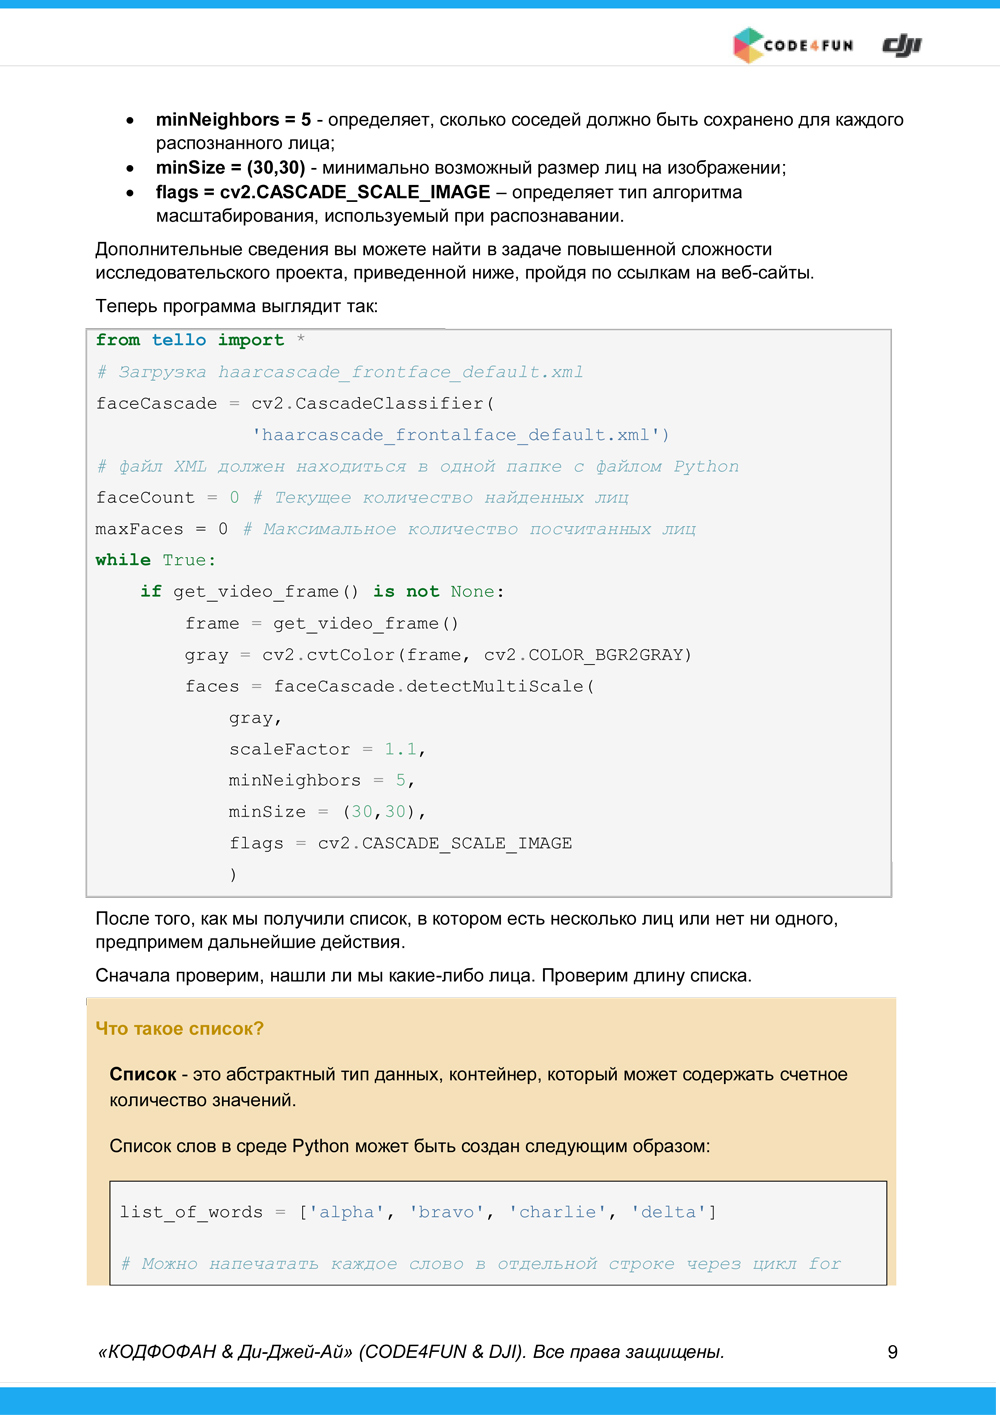 CODE4FUN dji
• minNeighbors = 5 - определяет, сколько соседей должно быть сохранено для каждого
распознанного лица;
• minSize = (30,30) - минимально возможный размер лиц на изображении;
• flags = cv2.CASCADE_SCALE_IMAGE – определяет тип алгоритма
масштабирования, используемый при распознавании.
Дополнительные сведения вы можете найти в задаче повышенной сложности
исследовательского проекта, приведенной ниже, пройдя по ссылкам на веб-сайты.
Теперь программа выглядит так:
from tello import *
# Загрузка haarcascade_frontface_default.xml
faceCascade = cv2.CascadeClassifier(
'haarcascade_frontalface_default.xml')
# файл XML должен находиться в одной папке с файлом Python
faceCount = 0 # Текущее количество найденных лиц
maxFaces = 0 # Максимальное количество посчитанных лиц
while True:
if get_video_frame() is not None:
frame = get_video_frame()
gray = cv2.cvtColor(frame, cv2.COLOR_BGR2GRAY)
faces = faceCascade.detectMultiScale(
gray,
scaleFactor = 1.1,
minNeighbors = 5,
minSize = (30,30),
flags = cv2.CASCADE_SCALE_IMAGE
)
После того, как мы получили список, в котором есть несколько лиц или нет ни одного,
предпримем дальнейшие действия.
Сначала проверим, нашли ли мы какие-либо лица. Проверим длину списка.
Что такое список?
Список - это абстрактный тип данных, контейнер, который может содержать счетное
количество значений.
Список слов в среде Python может быть создан следующим образом:
list_of_words = ['alpha', 'bravo', 'charlie', 'delta']
# Можно напечатать каждое слово в отдельной строке через цикл for
«КОДФОФАН & Ди-Джей-Ай» (CODE4FUN & DJI). Все права защищены. 9